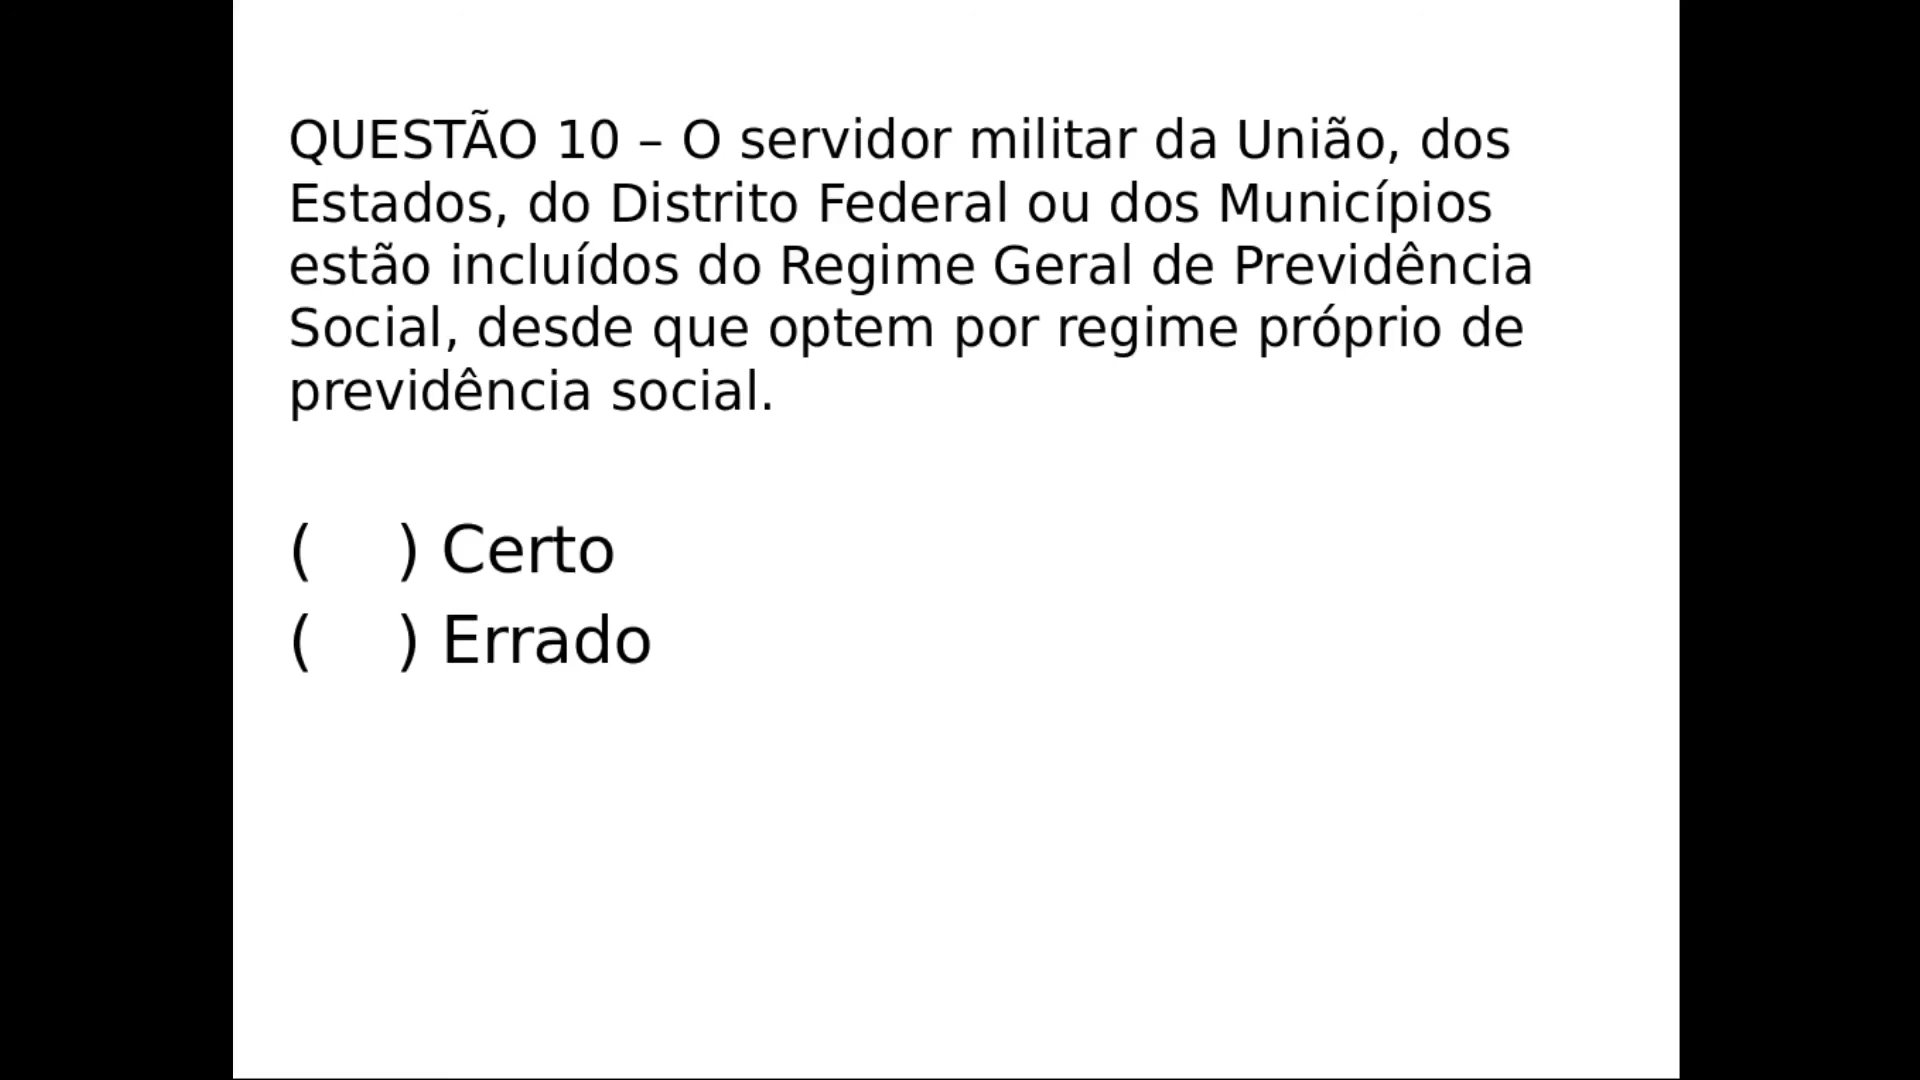 QUESTÃO 10 – O servidor militar da União, dos
Estados, do Distrito Federal ou dos Municípios
estão incluídos do Regime Geral de Previdência
Social, desde que optem por regime próprio de
previdência social.
(    ) Certo
(    ) Errado